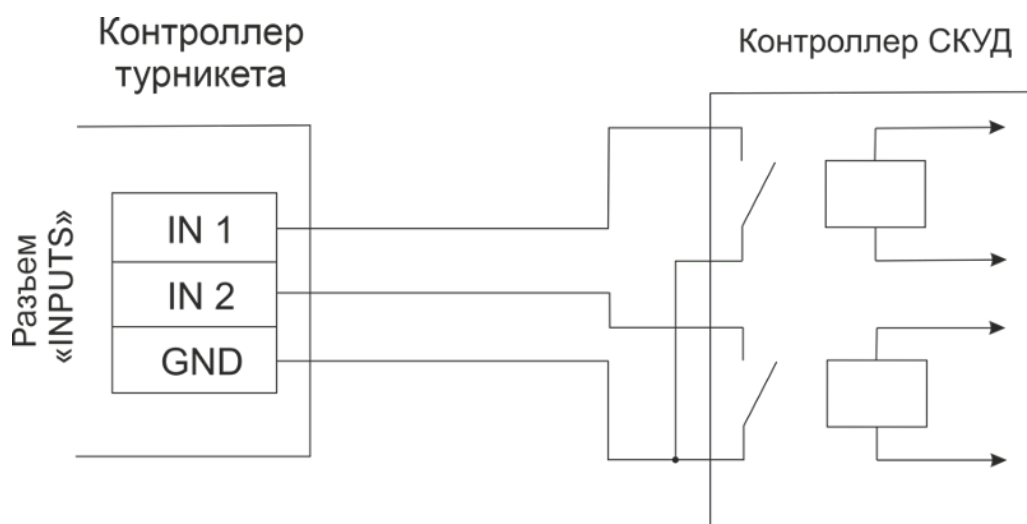 Контроллер
турникета
Контроллер СКУД
Разъем
«INPUTS»
IN 1
IN 2
GND